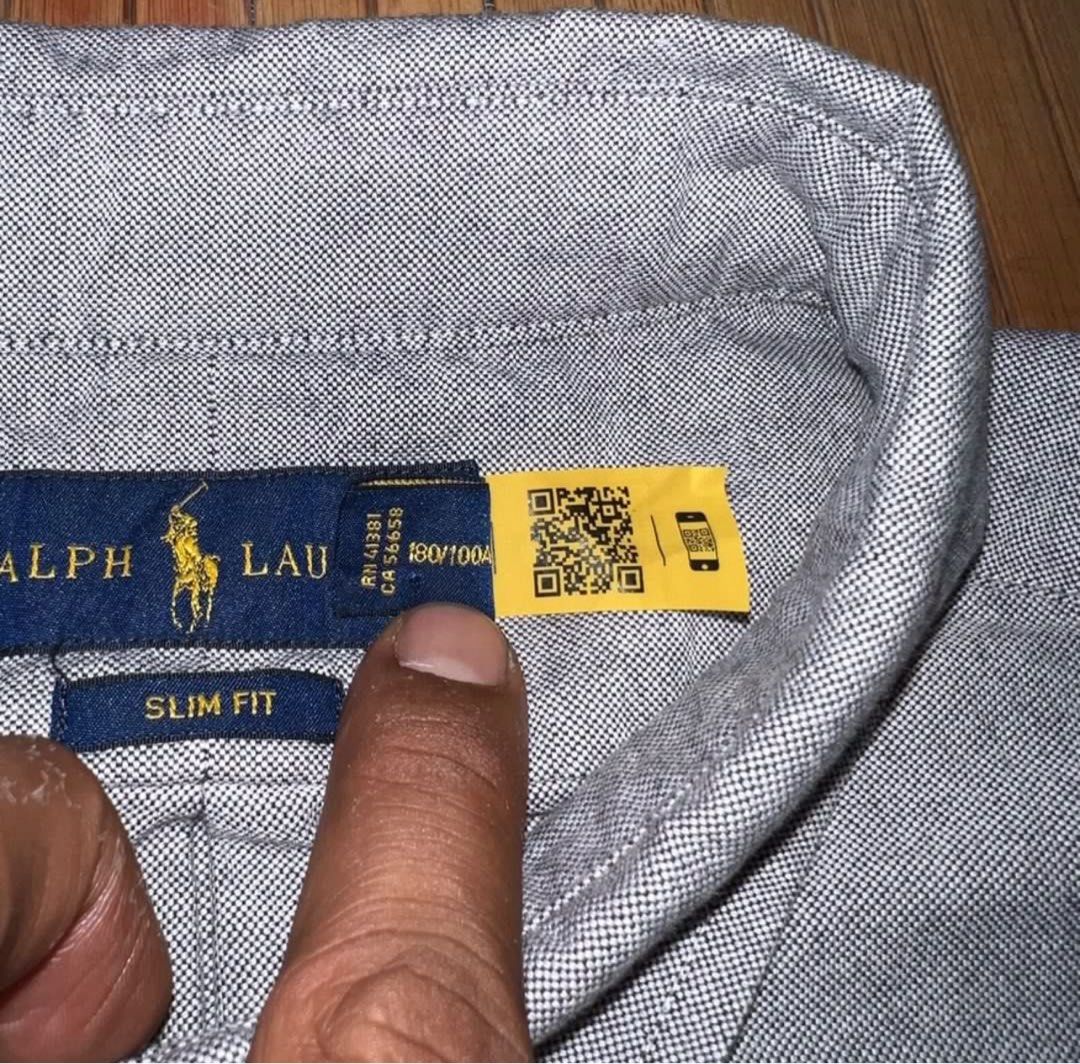 ALPH LAU
RN 41381
CA 56658
180/100A
SLIM FIT